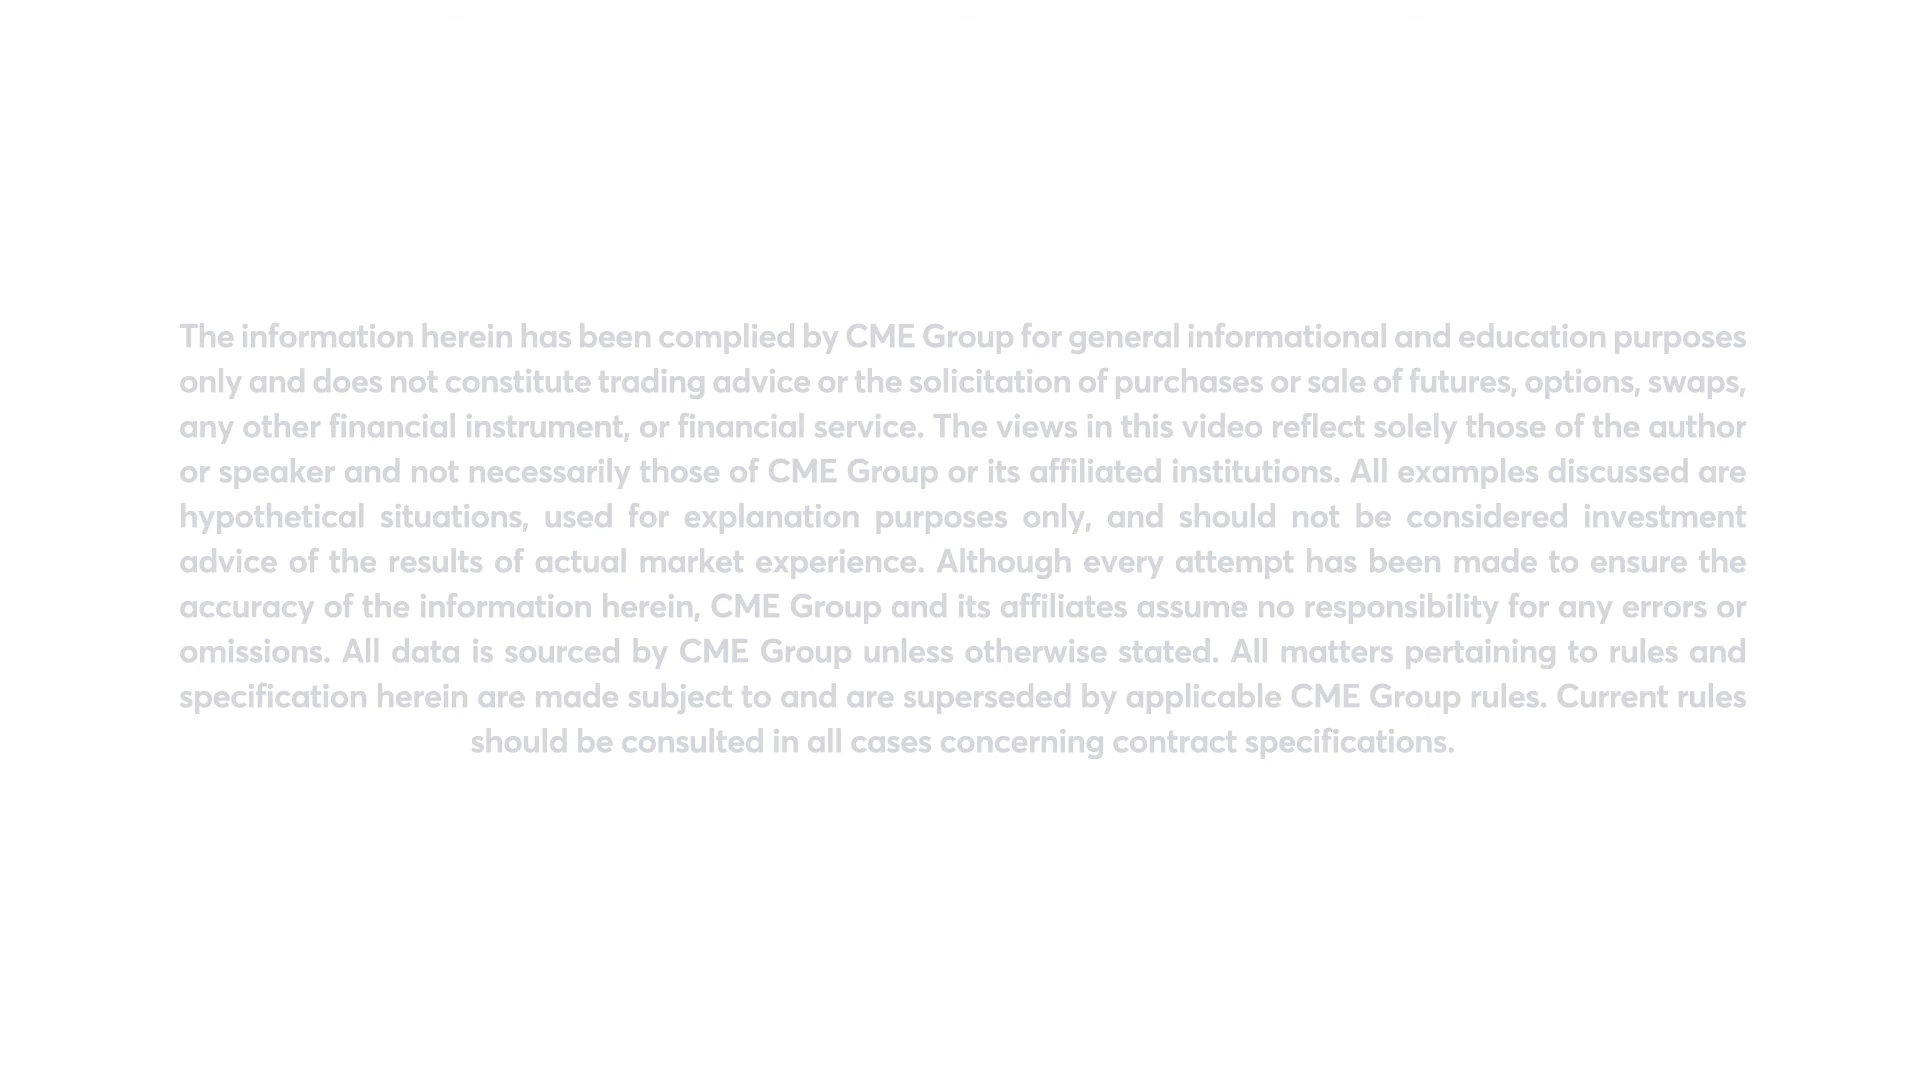 The information herein has been complied by CME Group for general informational and education purposes
only and does not constitute trading advice or the solicitation of purchases or sale of futures, options, swaps,
any other financial instrument, or financial service. The views in this video reflect solely those of the author
or speaker and not necessarily those of CME Group or its affiliated institutions. All examples discussed are
hypothetical situations, used for explanation purposes only, and should not be considered investment
advice of the results of actual market experience. Although every attempt has been made to ensure the
accuracy of the information herein, CME Group and its affiliates assume no responsibility for any errors or
omissions. All data is sourced by CME Group unless otherwise stated. All matters pertaining to rules and
specification herein are made subject to and are superseded by applicable CME Group rules. Current rules
should be consulted in all cases concerning contract specifications.